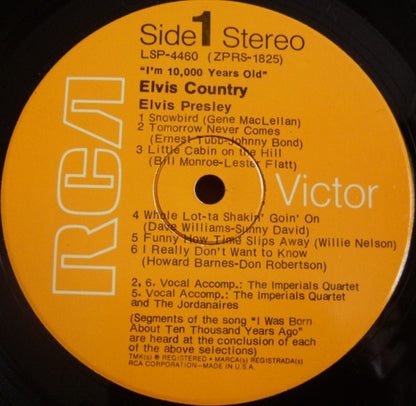 Side 1 Stereo
LSP-4460 (ZPRS-1825)
"I'm 10,000 Years Old"
Elvis Country
Elvis Presley
1 Snowbird (Gene MacLellan)
2 Tomorrow Never Comes
(Ernest Tubb-Johnny Bond)
3 Little Cabin on the Hill
(Bill Monroe-Lester Flatt)
RCA Victor
4 Whole Lot-ta Shakin' Goin' On
(Dave Williams-Sunny David)
5 Funny How Time Slips Away (Willie Nelson)
6 I Really Don't Want to Know
(Howard Barnes-Don Robertson)
2, 6. Vocal Accomp.: The Imperials Quartet
5. Vocal Accomp.: The Imperials Quartet
and The Jordanaires
(Segments of the song "I Was Born
About Ten Thousand Years Ago"
are heard at the conclusion of each
of the above selections)
TMK(s) ® REGISTERED • MARCA(s) REGISTRADA(S)
RCA CORPORATION—MADE IN U.S.A.